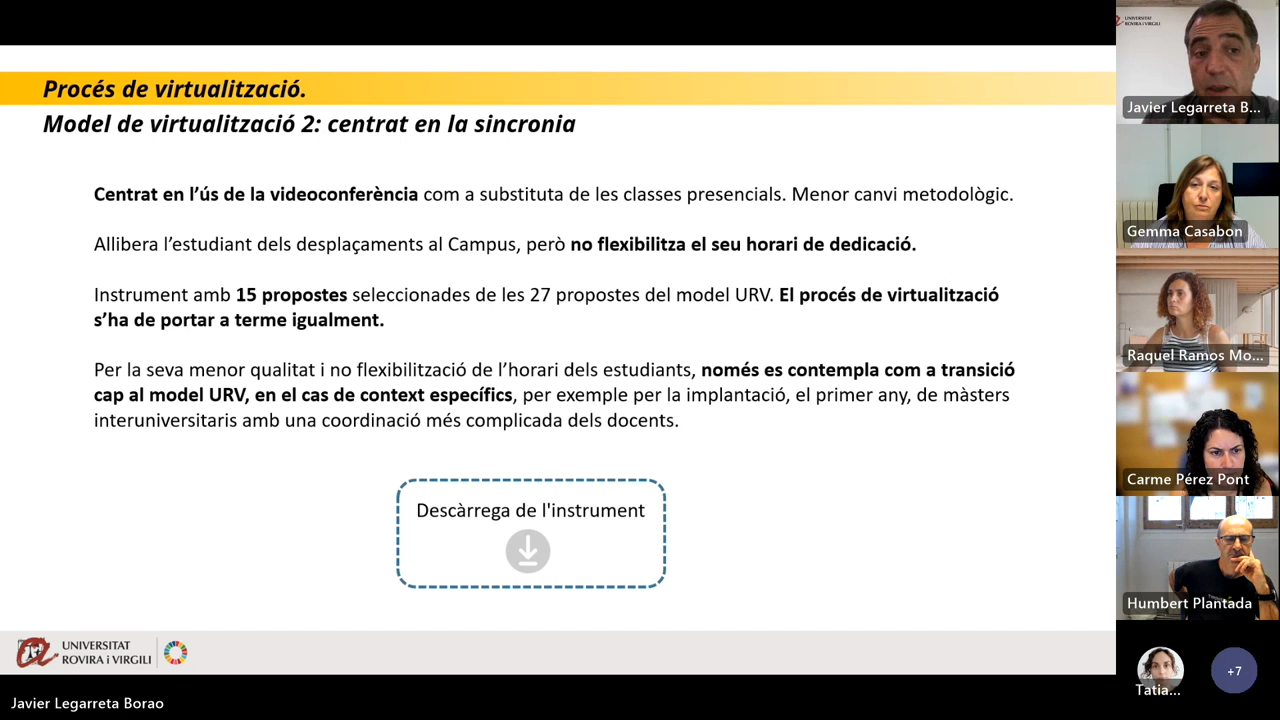 Procés de virtualització.
Model de virtualització 2: centrat en la sincronia
Centrat en l’ús de la videoconferència com a substituta de les classes presencials. Menor canvi metodològic.
Allibera l’estudiant dels desplaçaments al Campus, però no flexibilitza el seu horari de dedicació.
Instrument amb 15 propostes seleccionades de les 27 propostes del model URV. El procés de virtualització
s’ha de portar a terme igualment.
Per la seva menor qualitat i no flexibilització de l’horari dels estudiants, només es contempla com a transició
cap al model URV, en el cas de context específics, per exemple per la implantació, el primer any, de màsters
interuniversitaris amb una coordinació més complicada dels docents.
Descàrrega de l'instrument
UNIVERSITAT
ROVIRA i VIRGILI
Javier Legarreta Borao
UNIVERSITAT
ROVIRA i VIRGILI
Javier Legarreta B...
Gemma Casabon
Raquel Ramos Mo...
Carme Pérez Pont
Humbert Plantada
Tatia...
+7